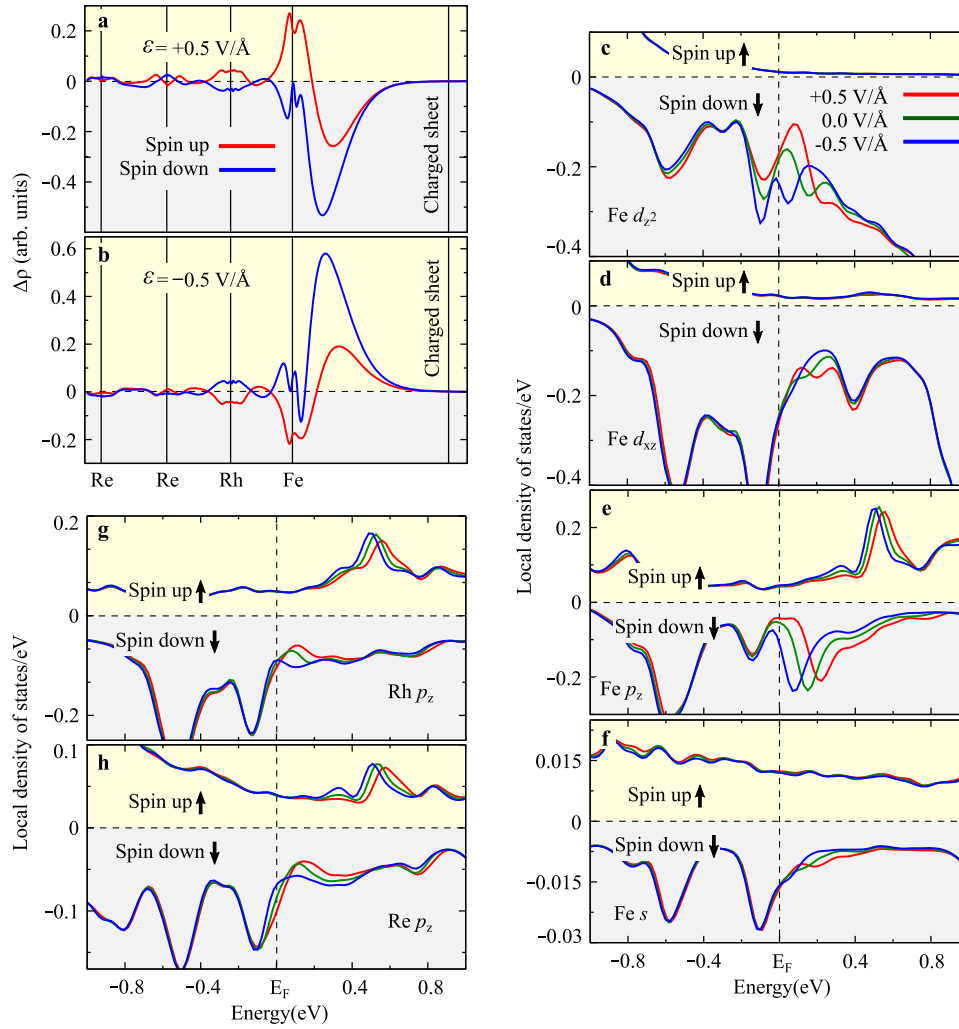 a
ε=+0.5 V/Å
Spin up
Spin down
Charged sheet
0.2
0
−0.2
−0.4
Δρ (arb. units)
b
ε=−0.5 V/Å
Charged sheet
0.6
0.4
0.2
0
−0.2
Re
Re
Rh
Fe
g
0.2
0
−0.2
Spin up
Spin down
Rh pz
h
0.1
0
−0.1
Spin up
Spin down
Re pz
Local density of states/eV
−0.8
−0.4
EF
0.4
0.8
Energy(eV)
c
Spin up
Spin down
+0.5 V/Å
0.0 V/Å
-0.5 V/Å
Fe dz2
0
−0.2
−0.4
d
Spin up
Spin down
Fe dxz
0
−0.2
−0.4
Local density of states/eV
e
Spin up
Spin down
Fe pz
0.2
0
−0.2
f
Spin up
Spin down
Fe s
0.015
0
−0.015
−0.03
−0.8
−0.4
EF
0.4
0.8
Energy(eV)